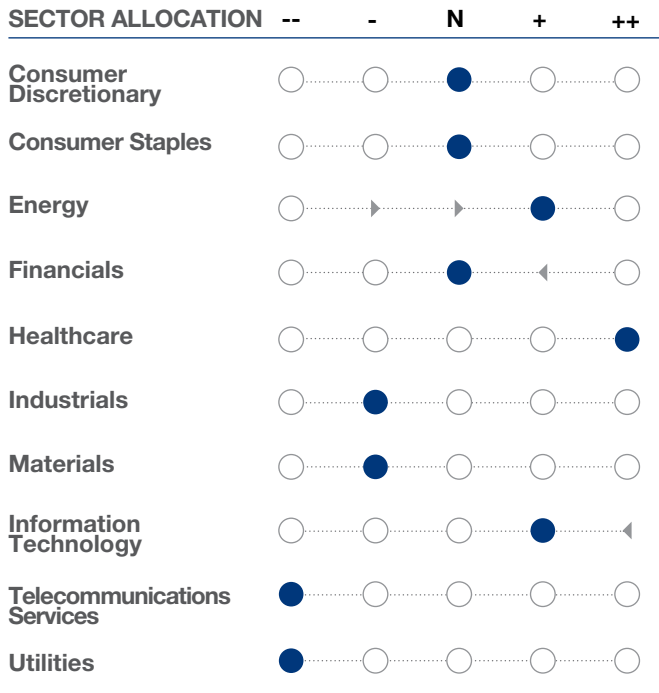 SECTOR ALLOCATION -- - N + ++
Consumer
Discretionary
Consumer Staples
Energy
Financials
Healthcare
Industrials
Materials
Information
Technology
Telecommunications
Services
Utilities